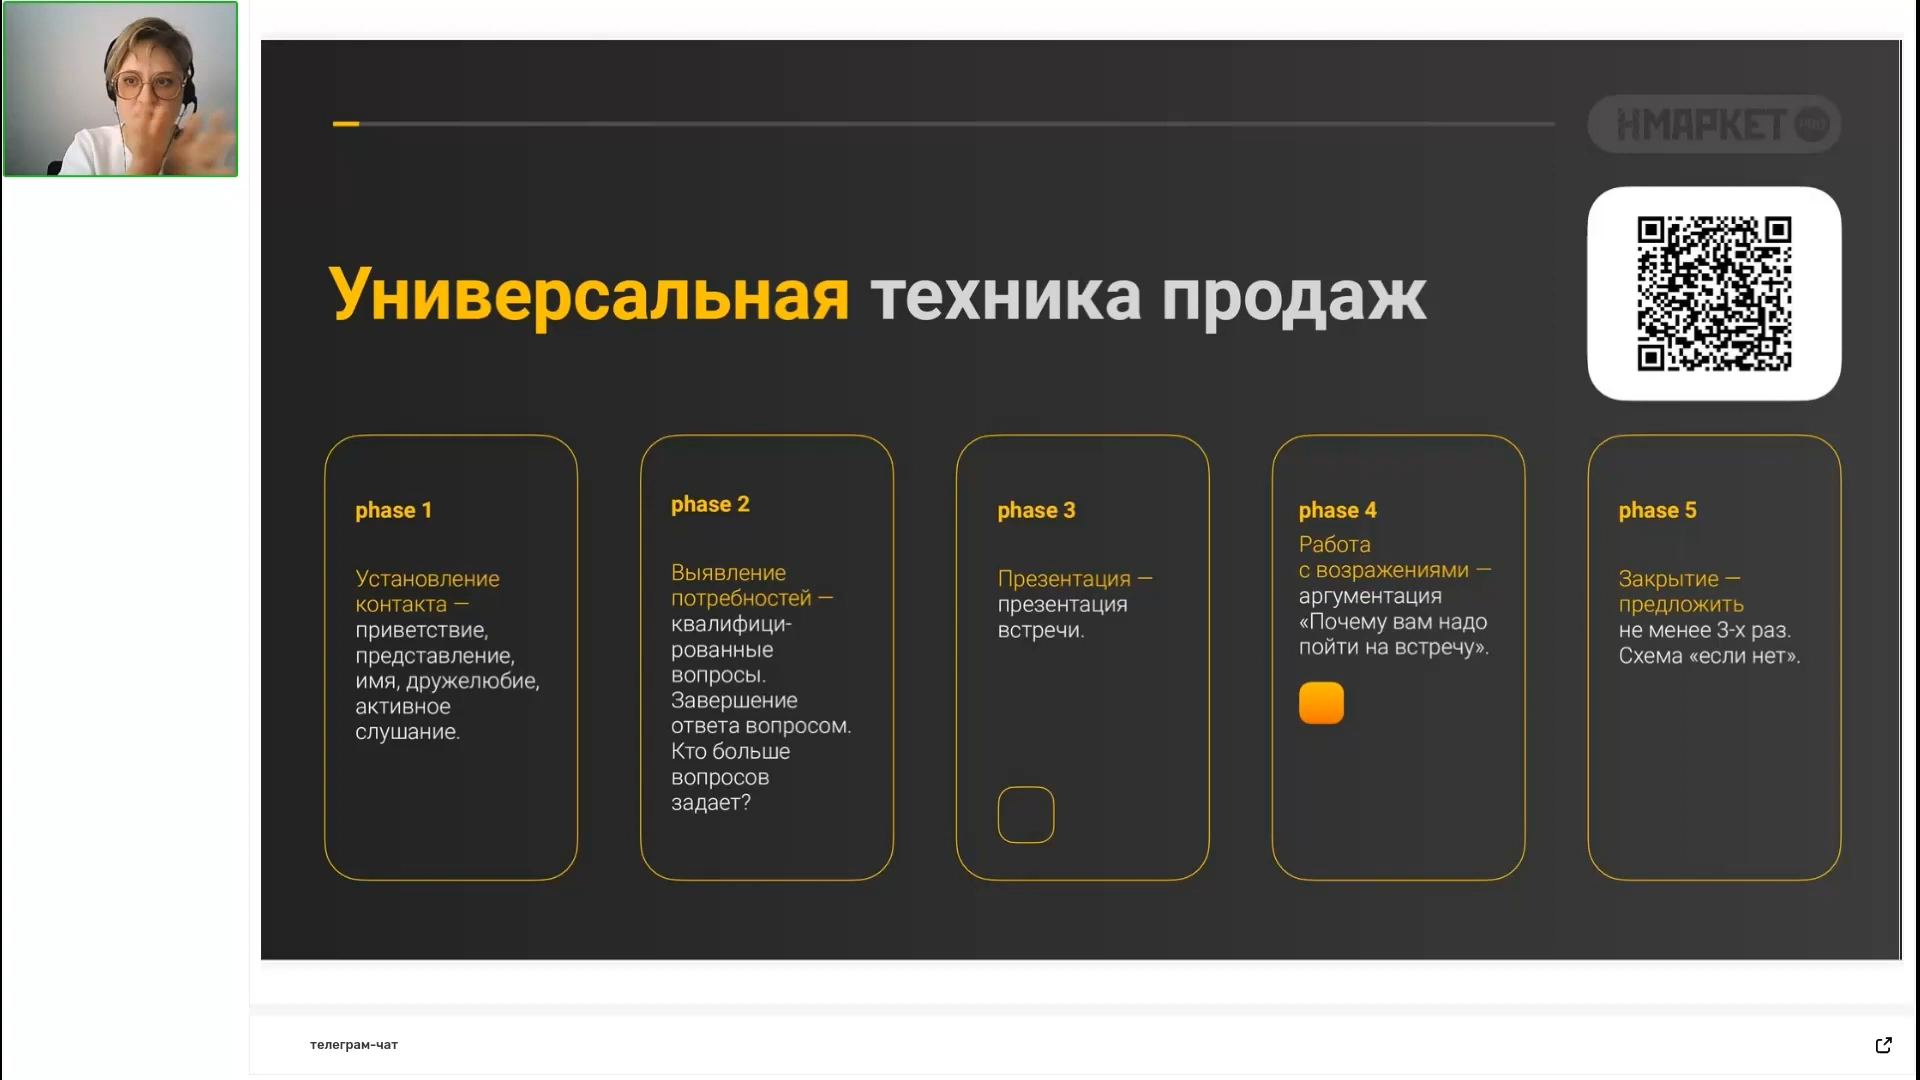 НМАРКЕТ PRO
Универсальная техника продаж
phase 1
Установление
контакта —
приветствие,
представление,
имя, дружелюбие,
активное
слушание.
phase 2
Выявление
потребностей —
квалифици-
рованные
вопросы.
Завершение
ответа вопросом.
Кто больше
вопросов
задает?
phase 3
Презентация —
презентация
встречи.
phase 4
Работа
с возражениями —
аргументация
«Почему вам надо
пойти на встречу».
phase 5
Закрытие —
предложить
не менее 3-х раз.
Схема «если нет».
телеграм-чат